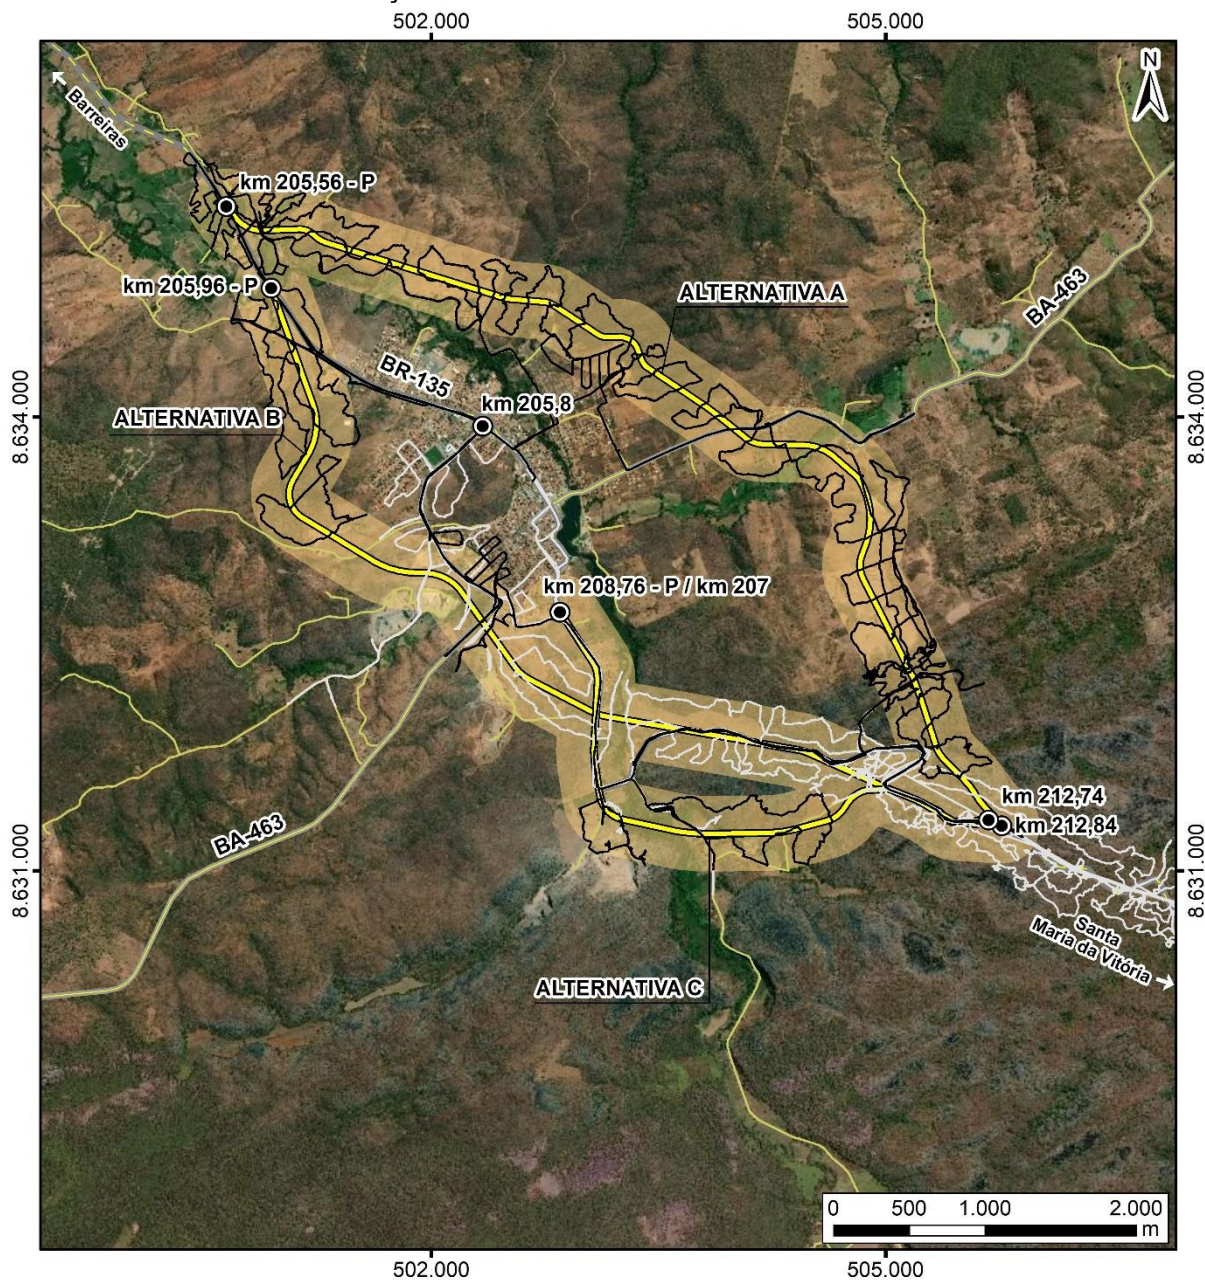 502.000
505.000
N
Barreiras
km 205,56 - P
km 205,96 - P
ALTERNATIVA A
BA-463
BR-135
km 205,8
ALTERNATIVA B
8.634.000
8.634.000
km 208,76 - P / km 207
km 212,74
km 212,84
BA-463
8.631.000
8.631.000
Santa
Maria da Vitória
ALTERNATIVA C
0 500 1.000 2.000
m
502.000
505.000